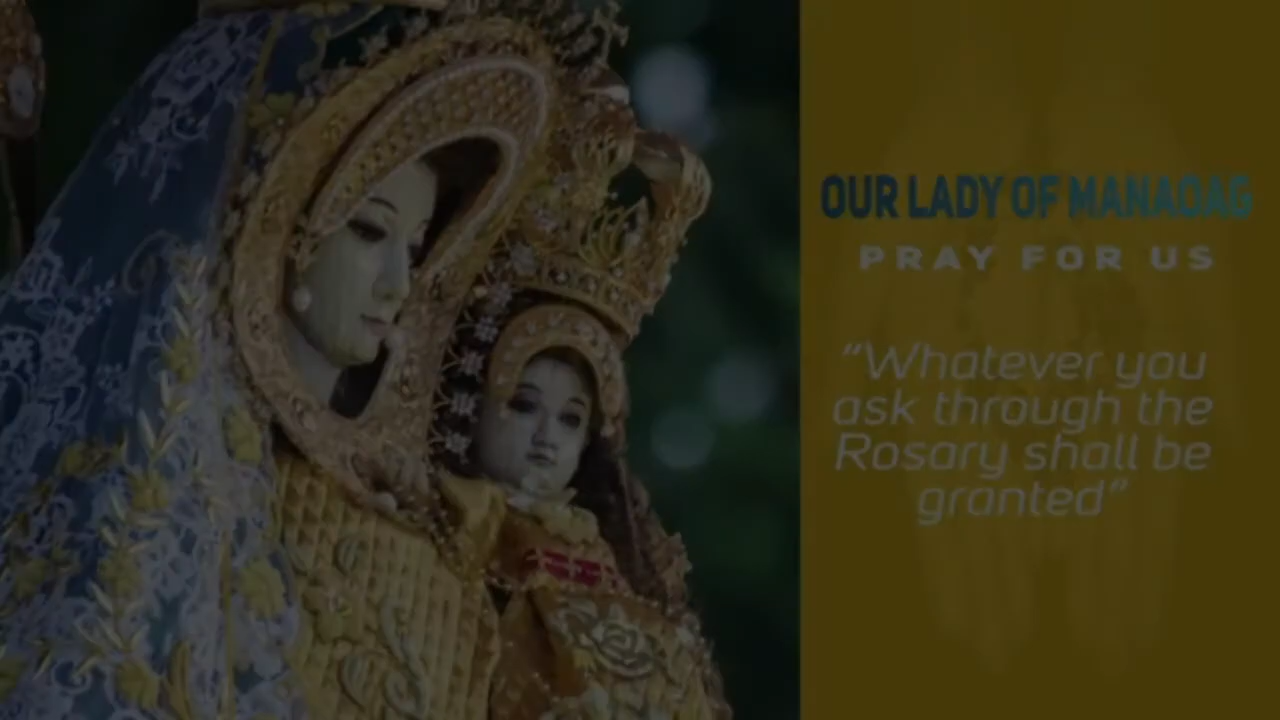 OUR LADY OF MANAOAG
PRAY FOR US
“Whatever you
ask through the
Rosary shall be
granted”